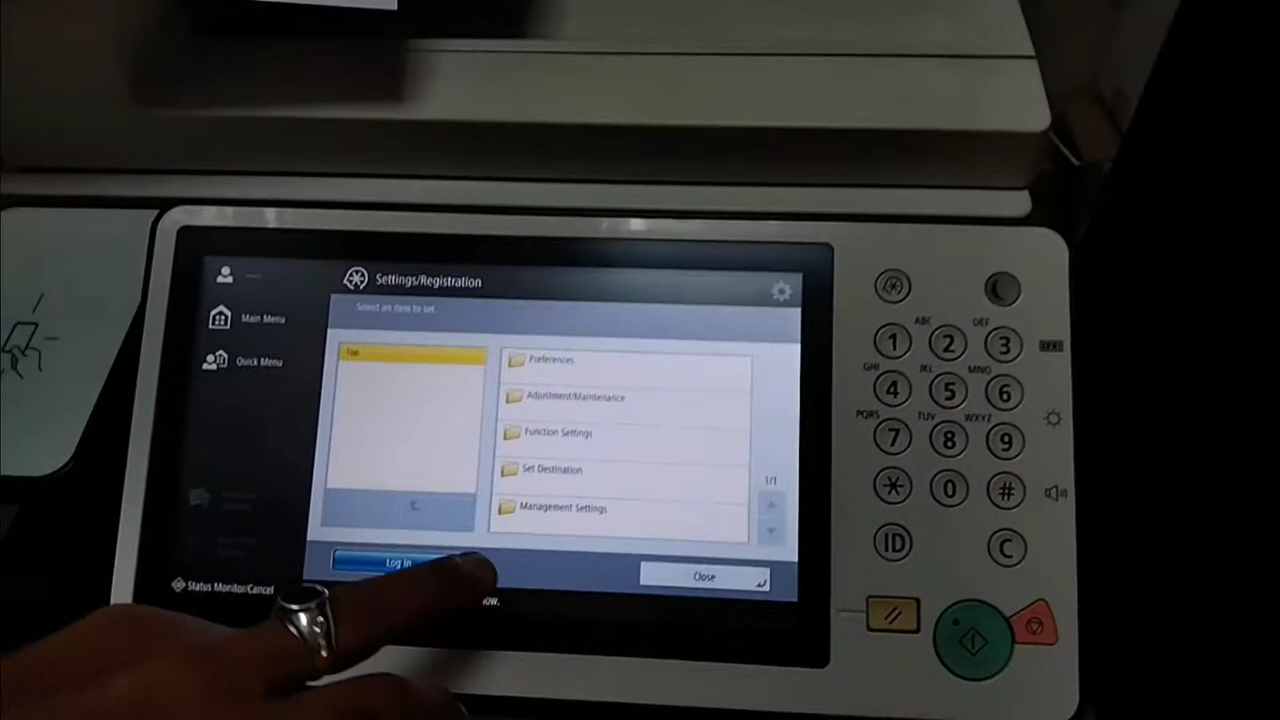 Settings/Registration
Select an item to set.
Main Menu
Quick Menu
Top
Preferences
Adjustment/Maintenance
Function Settings
Set Destination
Management Settings
1/1
Log In
Close
Status Monitor/Cancel
ow.
ABC
DEF
1
2
3
GHI
JKL
MNO
4
5
6
PQRS
TUV
WXYZ
7
8
9
0
#
ID
C